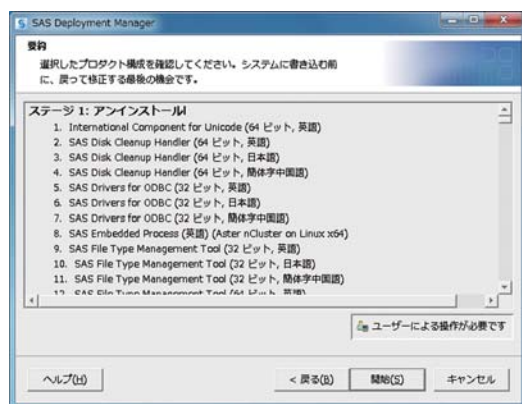 SAS Deployment Manager
要約
選択したプロダクト構成を確認してください。システムに書き込む前
に、戻って修正する最後の機会です。
ステージ 1: アンインストール
1. International Component for Unicode (64 ビット, 英語)
2. SAS Disk Cleanup Handler (64 ビット, 英語)
3. SAS Disk Cleanup Handler (64 ビット, 日本語)
4. SAS Disk Cleanup Handler (64 ビット, 簡体字中国語)
5. SAS Drivers for ODBC (32 ビット, 英語)
6. SAS Drivers for ODBC (32 ビット, 日本語)
7. SAS Drivers for ODBC (32 ビット, 簡体字中国語)
8. SAS Embedded Process (英語) (Aster nCluster on Linux x64)
9. SAS File Type Management Tool (32 ビット, 英語)
10. SAS File Type Management Tool (32 ビット, 日本語)
11. SAS File Type Management Tool (32 ビット, 簡体字中国語)
12. SAS File Type Management Tool (64 ビット, 英語)
ユーザーによる操作が必要です
ヘルプ(H)
< 戻る(B)
開始(S)
キャンセル